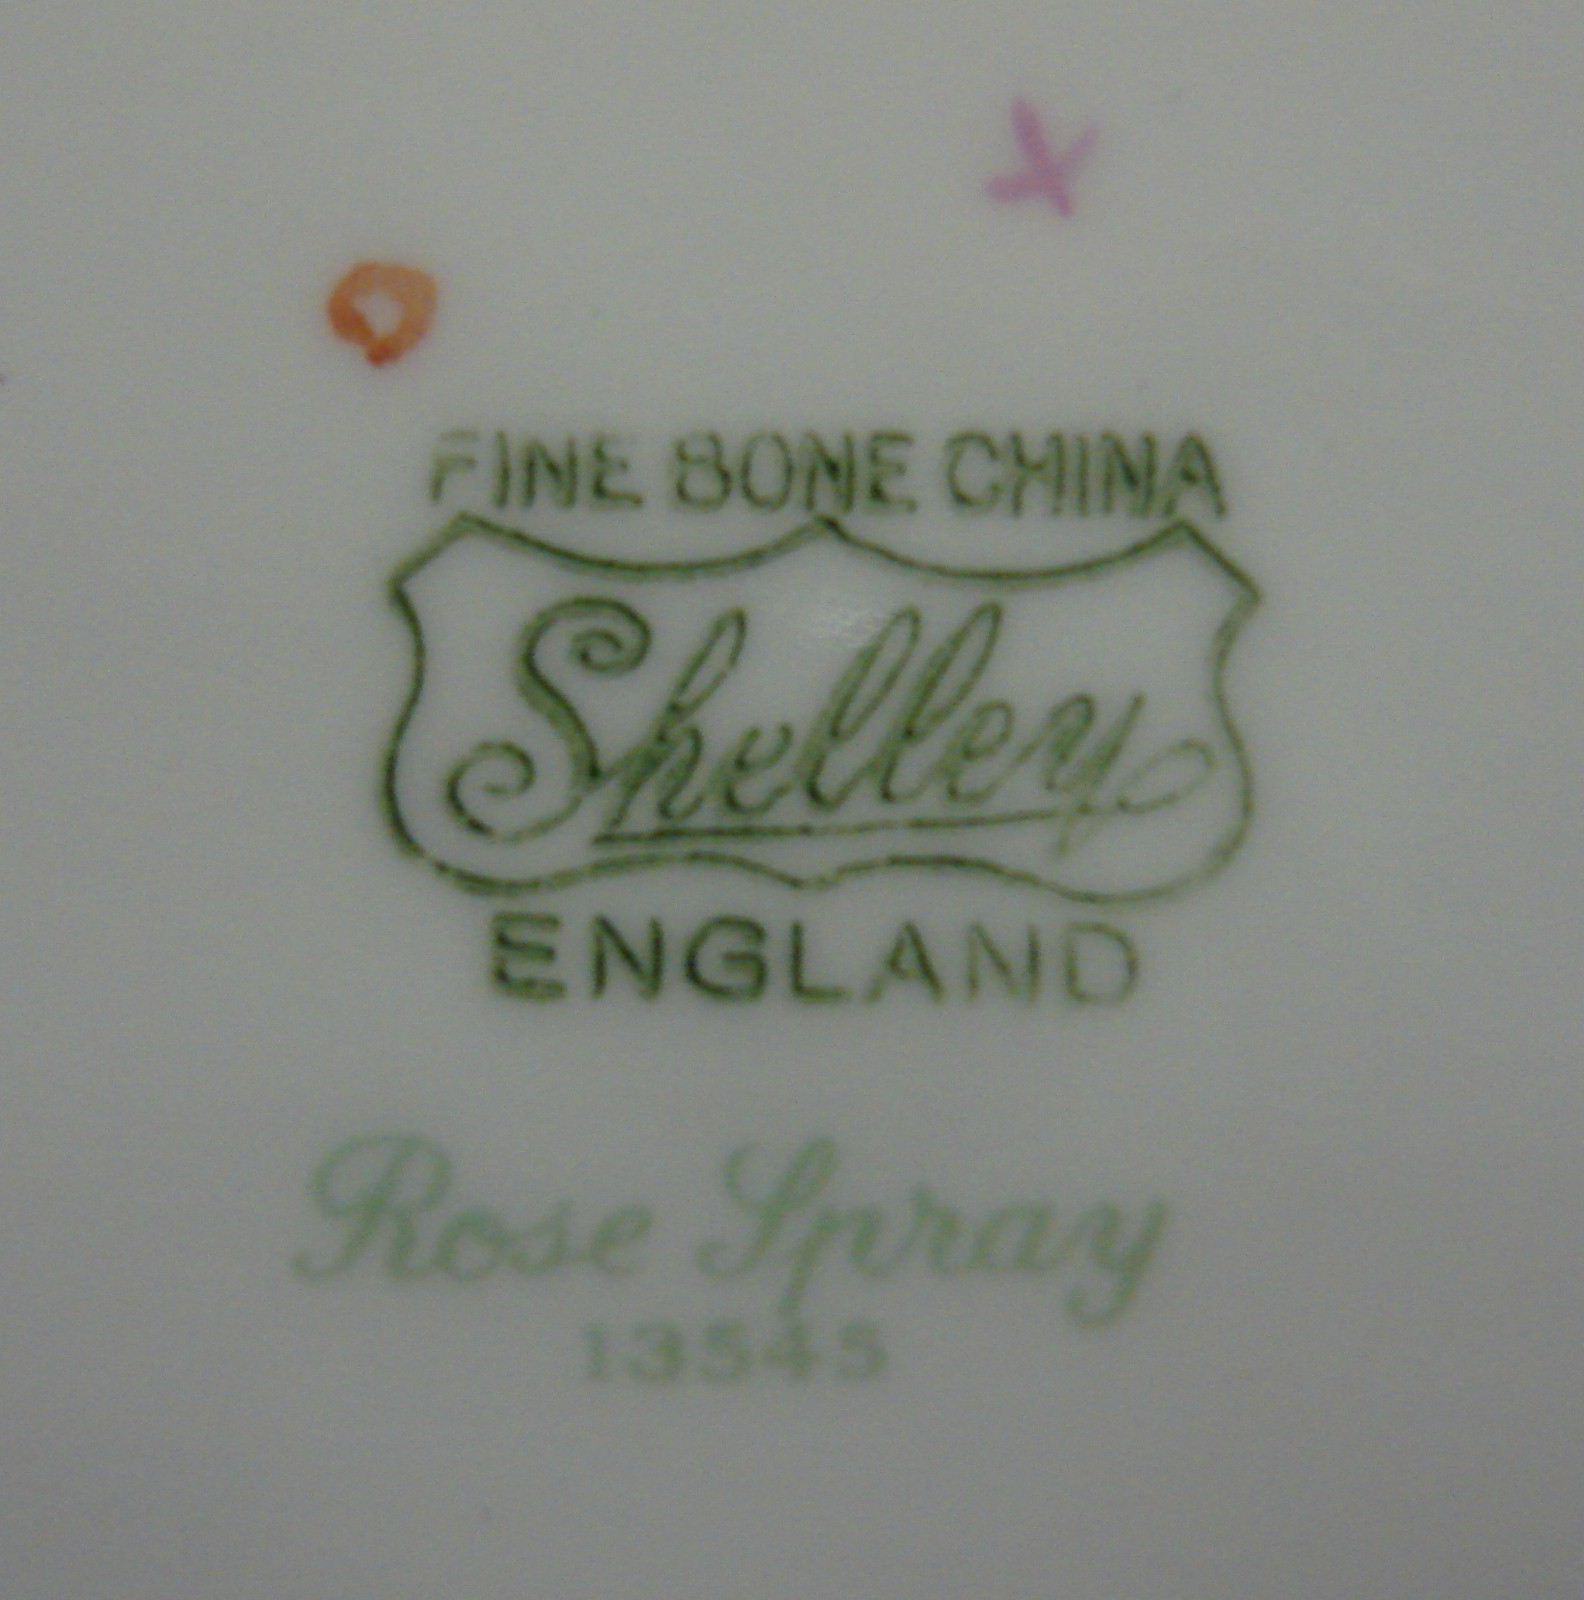 FINE BONE CHINA
Shelley
ENGLAND
Rose Spray
13545